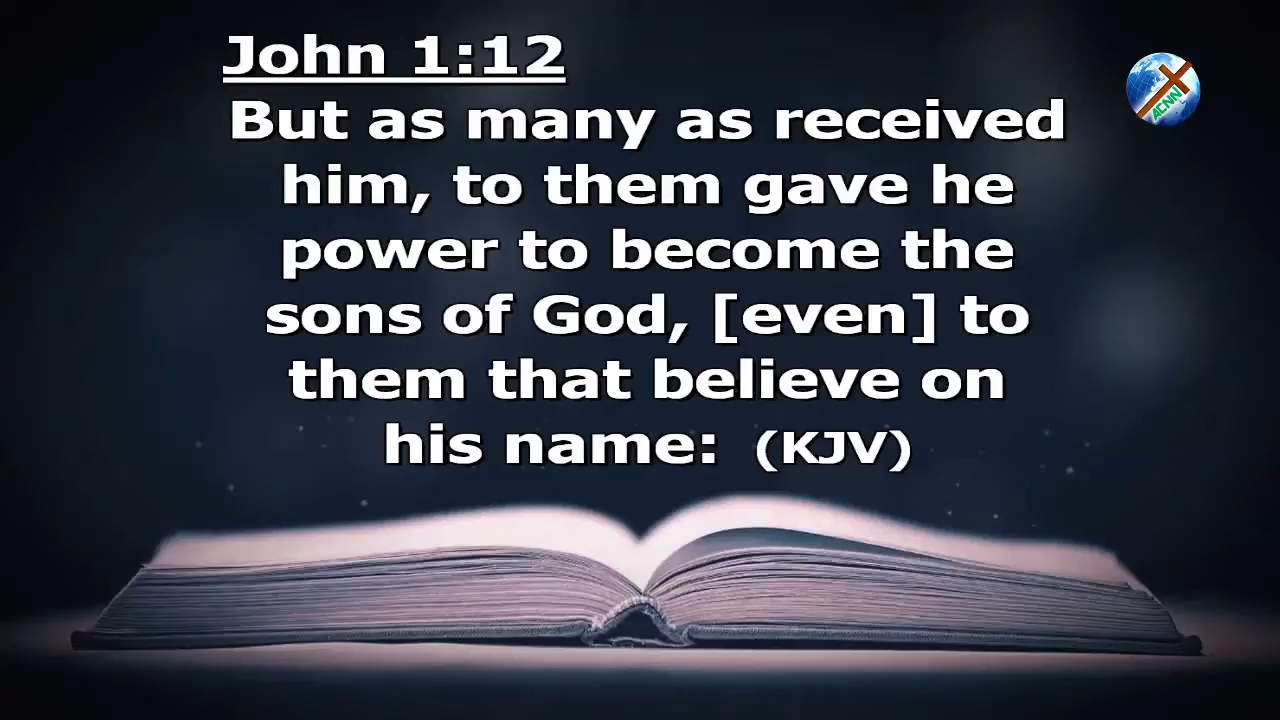 John 1:12
But as many as received
him, to them gave he
power to become the
sons of God, [even] to
them that believe on
his name: (KJV)
ACNN